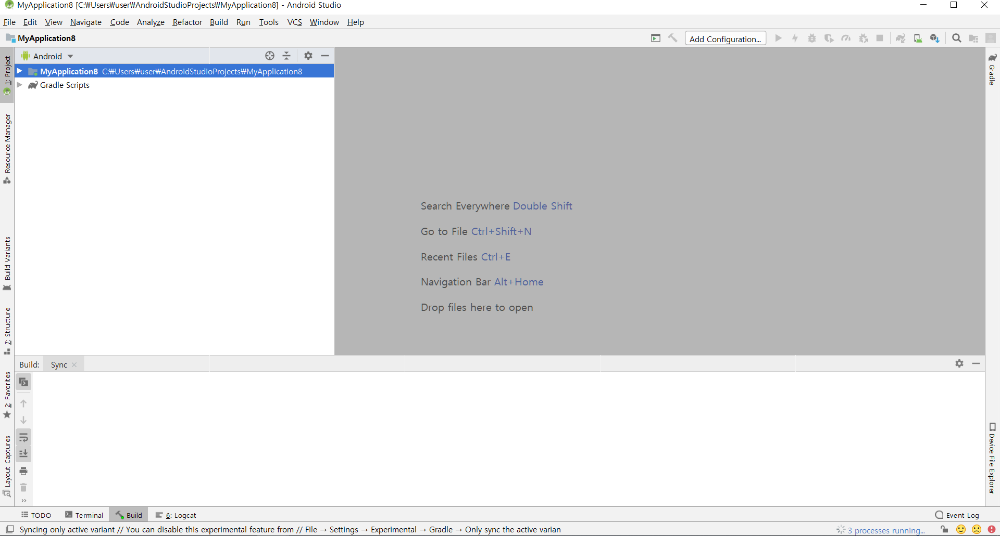 MyApplication8 [C:₩Users₩user₩AndroidStudioProjects₩MyApplication8] - Android Studio
File Edit View Navigate Code Analyze Refactor Build Run Tools VCS Window Help
MyApplication8
Add Configuration...
Android
MyApplication8 C:₩Users₩user₩AndroidStudioProjects₩MyApplication8
Gradle Scripts
1: Project
Resource Manager
Build Variants
7: Structure
2: Favorites
Layout Captures
Search Everywhere Double Shift
Go to File Ctrl+Shift+N
Recent Files Ctrl+E
Navigation Bar Alt+Home
Drop files here to open
Gradle
Device File Explorer
Build: Sync
TODO Terminal Build 6: Logcat
Event Log
Syncing only active variant // You can disable this experimental feature from // File → Settings → Experimental → Gradle → Only sync the active varian
3 processes running...